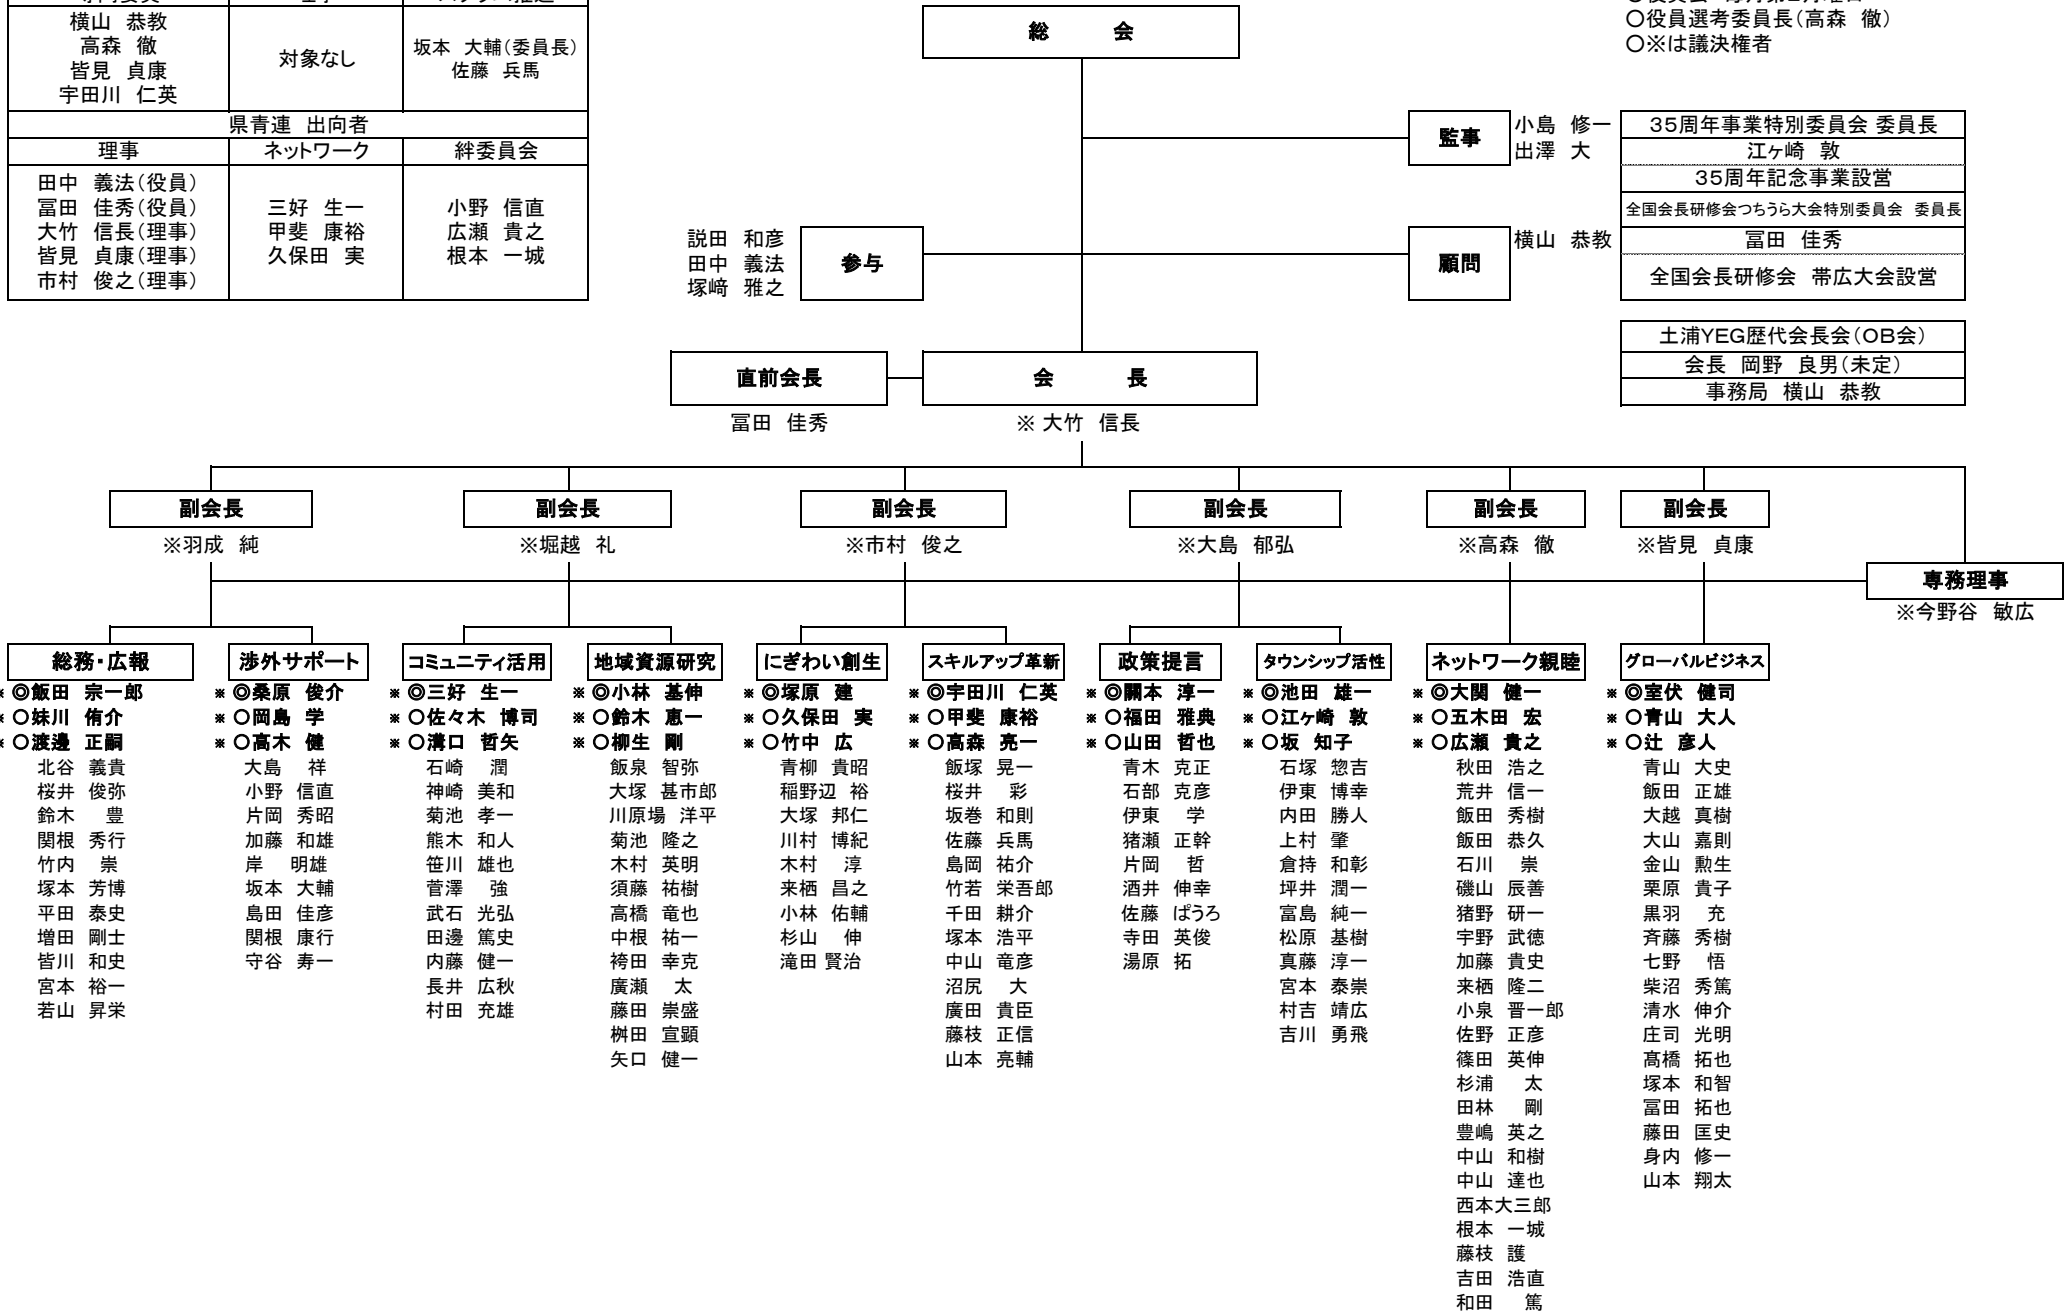 横山 恭教
高森 徹
皆見 貞康
宇田川 仁英
対象なし
坂本 大輔(委員長)
佐藤 兵馬
県青連 出向者
理事 ネットワーク 絆委員会
田中 義法(役員)
冨田 佳秀(役員)
大竹 信長(理事)
皆見 貞康(理事)
市村 俊之(理事)
三好 生一
甲斐 康裕
久保田 実
小野 信直
広瀬 貴之
根本 一城
総 会
○役員選考委員長(高森 徹)
○※は議決権者
監事
小島 修一
出澤 大
35周年事業特別委員会 委員長
江ヶ崎 敦
35周年記念事業設営
全国会長研修会つちうら大会特別委員会 委員長
冨田 佳秀
全国会長研修会 帯広大会設営
説田 和彦
田中 義法
塚﨑 雅之
参与
顧問
横山 恭教
土浦YEG歴代会長会(OB会)
会長 岡野 良男(未定)
事務局 横山 恭教
直前会長
冨田 佳秀
会 長
※ 大竹 信長
副会長
※羽成 純
副会長
※堀越 礼
副会長
※市村 俊之
副会長
※大島 郁弘
副会長
※高森 徹
副会長
※皆見 貞康
専務理事
※今野谷 敏広
総務・広報
※ ◎飯田 宗一郎
※ ○妹川 侑介
※ ○渡邊 正嗣
北谷 義貴
桜井 俊弥
鈴木 豊
関根 秀行
竹内 崇
塚本 芳博
平田 泰史
増田 剛士
皆川 和史
宮本 裕一
若山 昇栄
渉外サポート
※ ◎桑原 俊介
※ ○岡島 学
※ ○高木 健
大島 祥
小野 信直
片岡 秀昭
加藤 和雄
岸 明雄
坂本 大輔
島田 佳彦
関根 康行
守谷 寿一
コミュニティ活用
※ ◎三好 生一
※ ○佐々木 博司
※ ○溝口 哲矢
石崎 潤
神崎 美和
菊池 孝一
熊木 和人
笹川 雄也
菅澤 強
武石 光弘
田邊 篤史
内藤 健一
長井 広秋
村田 充雄
地域資源研究
※ ◎小林 基伸
※ ○鈴木 恵一
※ ○柳生 剛
飯泉 智弥
大塚 甚市郎
川原場 洋平
菊池 隆之
木村 英明
須藤 祐樹
高橋 竜也
中根 祐一
袴田 幸克
廣瀬 太
藤田 崇盛
桝田 宣顕
矢口 健一
にぎわい創生
※ ◎塚原 建
※ ○久保田 実
※ ○竹中 広
青柳 貴昭
稲野辺 裕
大塚 邦仁
川村 博紀
木村 淳
来栖 昌之
小林 佑輔
杉山 伸
滝田 賢治
スキルアップ革新
※ ◎宇田川 仁英
※ ○甲斐 康裕
※ ○高森 亮一
飯塚 晃一
桜井 彩
坂巻 和則
佐藤 兵馬
島岡 祐介
竹若 栄吾郎
千田 耕介
塚本 浩平
中山 竜彦
沼尻 大
廣田 貴臣
藤枝 正信
山本 亮輔
政策提言
※ ◎關本 淳一
※ ○福田 雅典
※ ○山田 哲也
青木 克正
石部 克彦
伊東 学
猪瀬 正幹
片岡 哲
酒井 伸幸
佐藤 ぱうろ
寺田 英俊
湯原 拓
タウンシップ活性
※ ◎池田 雄一
※ ○江ヶ崎 敦
※ ○坂 知子
石塚 惣吉
伊東 博幸
内田 勝人
上村 肇
倉持 和彰
坪井 潤一
富島 純一
松原 基樹
真藤 淳一
宮本 泰崇
村吉 靖広
吉川 勇飛
ネットワーク親睦
※ ◎大関 健一
※ ○五木田 宏
※ ○広瀬 貴之
秋田 浩之
荒井 信一
飯田 秀樹
飯田 恭久
石川 崇
磯山 辰善
猪野 研一
宇野 武徳
加藤 貴史
来栖 隆二
小泉 晋一郎
佐野 正彦
篠田 英伸
杉浦 太
田林 剛
豊嶋 英之
中山 和樹
中山 達也
西本大三郎
根本 一城
藤枝 護
吉田 浩直
和田 篤
グローバルビジネス
※ ◎室伏 健司
※ ○青山 大人
※ ○辻 彦人
青山 大史
飯田 正雄
大越 真樹
大山 嘉則
金山 勲生
栗原 貴子
黒羽 充
斉藤 秀樹
七野 悟
柴沼 秀篤
清水 伸介
庄司 光明
髙橋 拓也
塚本 和智
冨田 拓也
藤田 匡史
身内 修一
山本 翔太